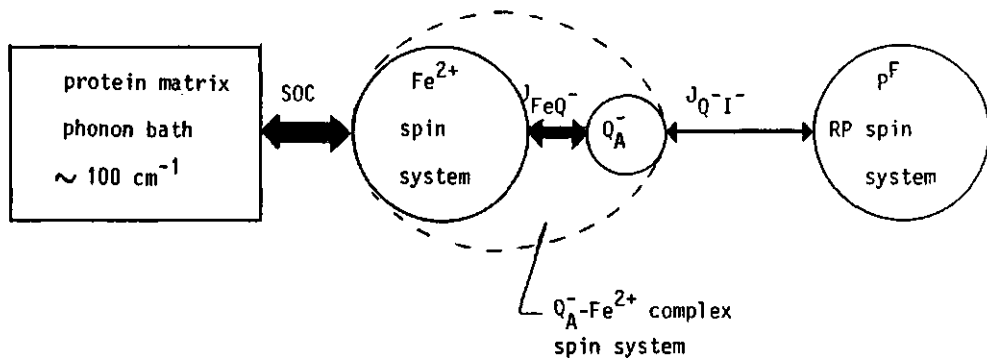 protein matrix
phonon bath
~ 100 cm⁻¹
SOC
Fe²⁺
spin
system
J_FeQ⁻
Q_A⁻
J_Q⁻I⁻
P^F
RP spin
system
Q_A⁻-Fe²⁺ complex
spin system